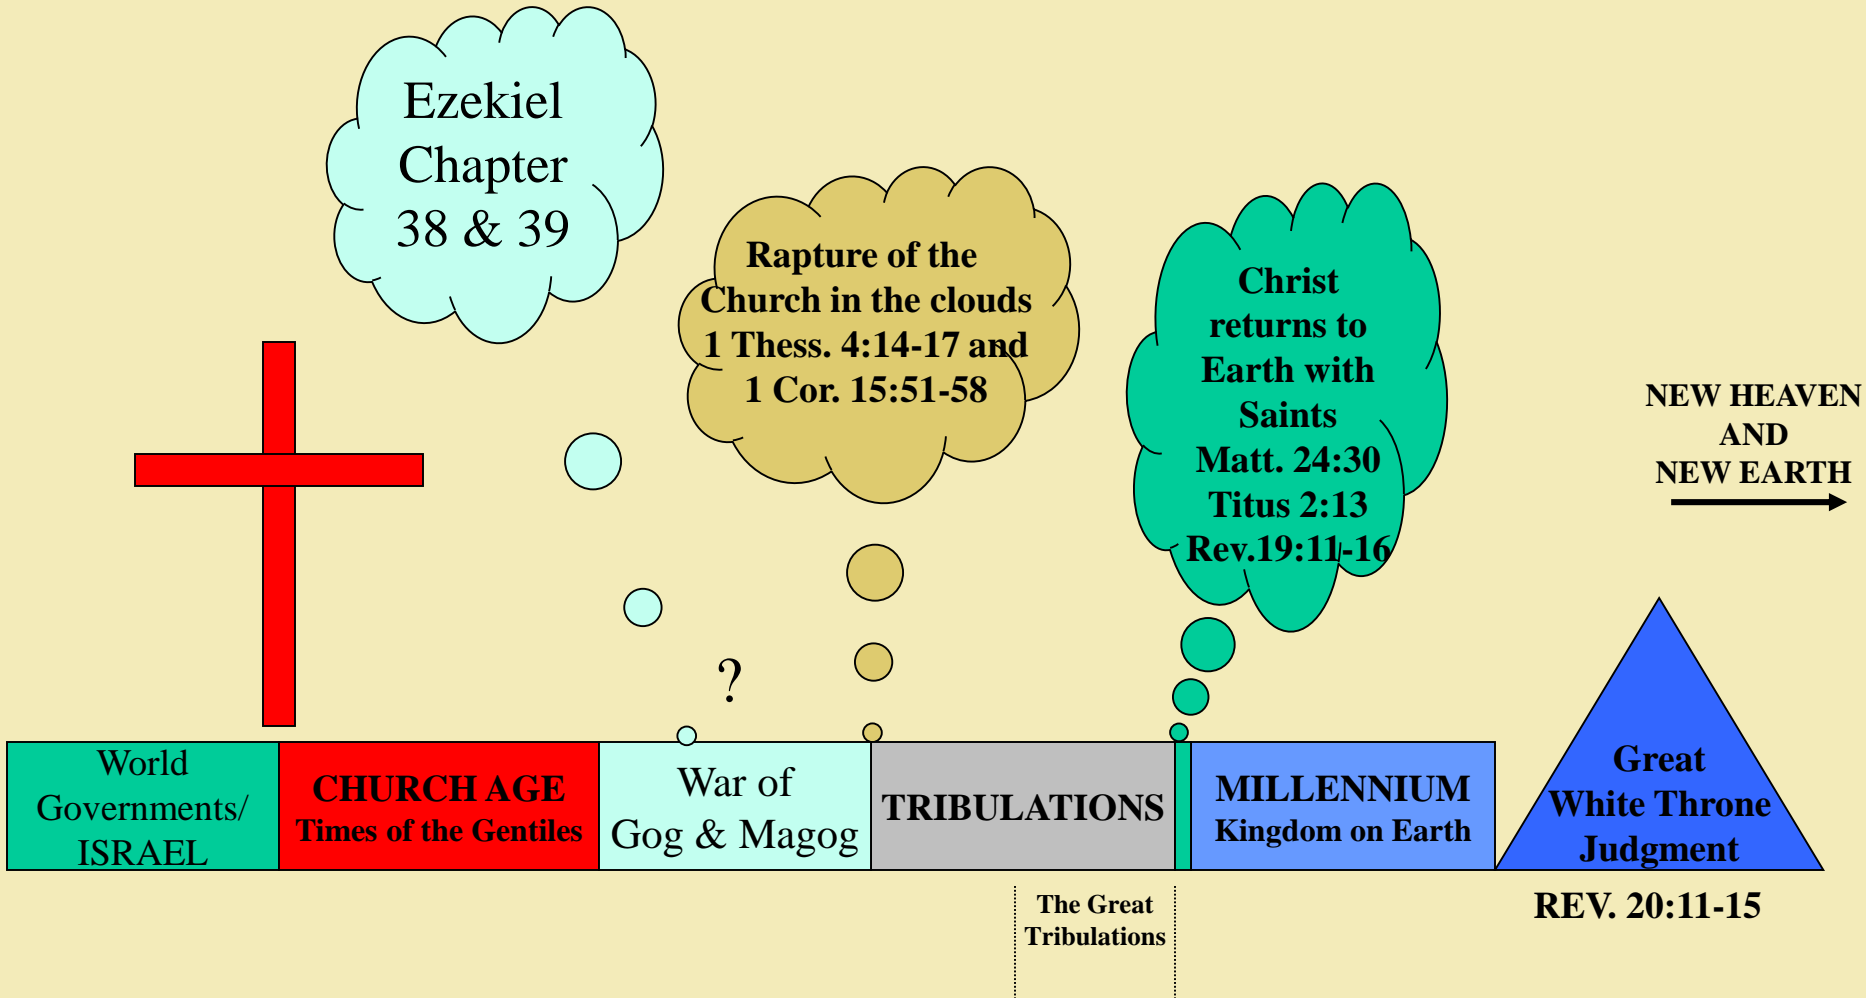 Ezekiel
Chapter
38 & 39
Rapture of the
Church in the clouds
1 Thess. 4:14-17 and
1 Cor. 15:51-58
Christ
returns to
Earth with
Saints
Matt. 24:30
Titus 2:13
Rev.19:11-16
NEW HEAVEN
AND
NEW EARTH
?
World
Governments/
ISRAEL
CHURCH AGE
Times of the Gentiles
War of
Gog & Magog
TRIBULATIONS
MILLENNIUM
Kingdom on Earth
Great
White Throne
Judgment
The Great
Tribulations
REV. 20:11-15